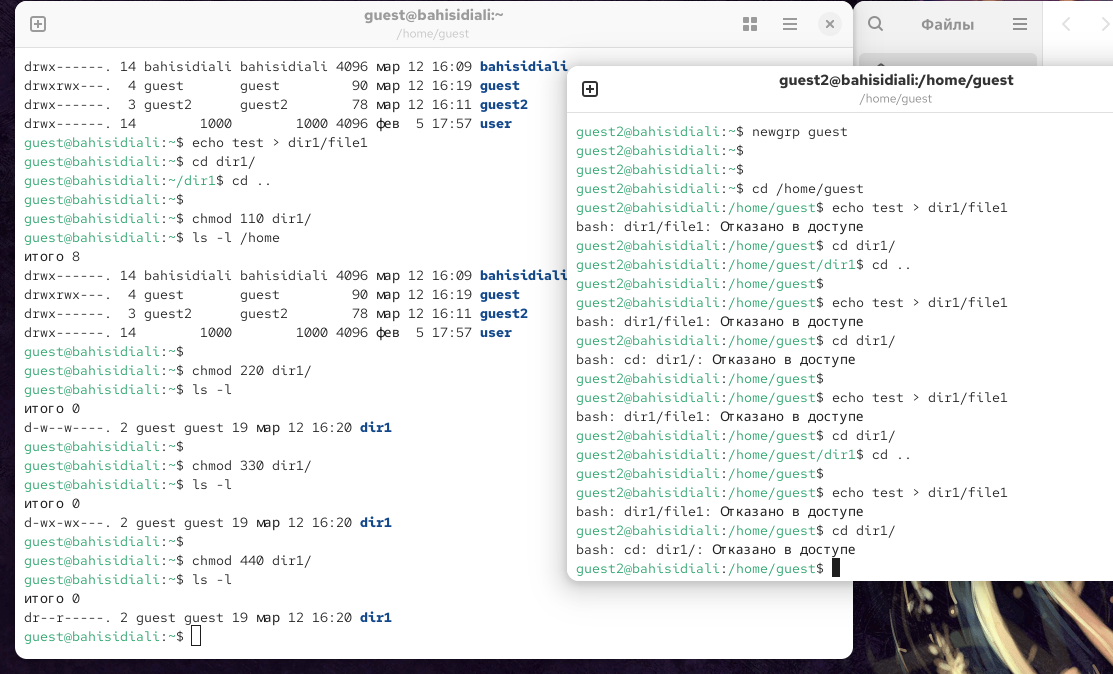 guest@bahisidiali:~
/home/guest
drwx------. 14 bahisidiali bahisidiali 4096 мар 12 16:09 bahisidiali
drwxrwx---.  4 guest       guest         90 мар 12 16:19 guest
drwx------.  3 guest2      guest2        78 мар 12 16:11 guest2
drwx------. 14        1000        1000 4096 фев  5 17:57 user
guest@bahisidiali:~$ echo test > dir1/file1
guest@bahisidiali:~$ cd dir1/
guest@bahisidiali:~/dir1$ cd ..
guest@bahisidiali:~$
guest@bahisidiali:~$ chmod 110 dir1/
guest@bahisidiali:~$ ls -l /home
итого 8
drwx------. 14 bahisidiali bahisidiali 4096 мар 12 16:09 bahisidiali
drwxrwx---.  4 guest       guest         90 мар 12 16:19 guest
drwx------.  3 guest2      guest2        78 мар 12 16:11 guest2
drwx------. 14        1000        1000 4096 фев  5 17:57 user
guest@bahisidiali:~$
guest@bahisidiali:~$ chmod 220 dir1/
guest@bahisidiali:~$ ls -l
итого 0
d-w--w----. 2 guest guest 19 мар 12 16:20 dir1
guest@bahisidiali:~$
guest@bahisidiali:~$ chmod 330 dir1/
guest@bahisidiali:~$ ls -l
итого 0
d-wx-wx---. 2 guest guest 19 мар 12 16:20 dir1
guest@bahisidiali:~$
guest@bahisidiali:~$ chmod 440 dir1/
guest@bahisidiali:~$ ls -l
итого 0
dr--r-----. 2 guest guest 19 мар 12 16:20 dir1
guest@bahisidiali:~$
Файлы
guest2@bahisidiali:/home/guest
/home/guest
guest2@bahisidiali:~$ newgrp guest
guest2@bahisidiali:~$
guest2@bahisidiali:~$
guest2@bahisidiali:~$ cd /home/guest
guest2@bahisidiali:/home/guest$ echo test > dir1/file1
bash: dir1/file1: Отказано в доступе
guest2@bahisidiali:/home/guest$ cd dir1/
guest2@bahisidiali:/home/guest/dir1$ cd ..
guest2@bahisidiali:/home/guest$
guest2@bahisidiali:/home/guest$ echo test > dir1/file1
bash: dir1/file1: Отказано в доступе
guest2@bahisidiali:/home/guest$ cd dir1/
bash: cd: dir1/: Отказано в доступе
guest2@bahisidiali:/home/guest$
guest2@bahisidiali:/home/guest$ echo test > dir1/file1
bash: dir1/file1: Отказано в доступе
guest2@bahisidiali:/home/guest$ cd dir1/
guest2@bahisidiali:/home/guest/dir1$ cd ..
guest2@bahisidiali:/home/guest$
guest2@bahisidiali:/home/guest$ echo test > dir1/file1
bash: dir1/file1: Отказано в доступе
guest2@bahisidiali:/home/guest$ cd dir1/
bash: cd: dir1/: Отказано в доступе
guest2@bahisidiali:/home/guest$